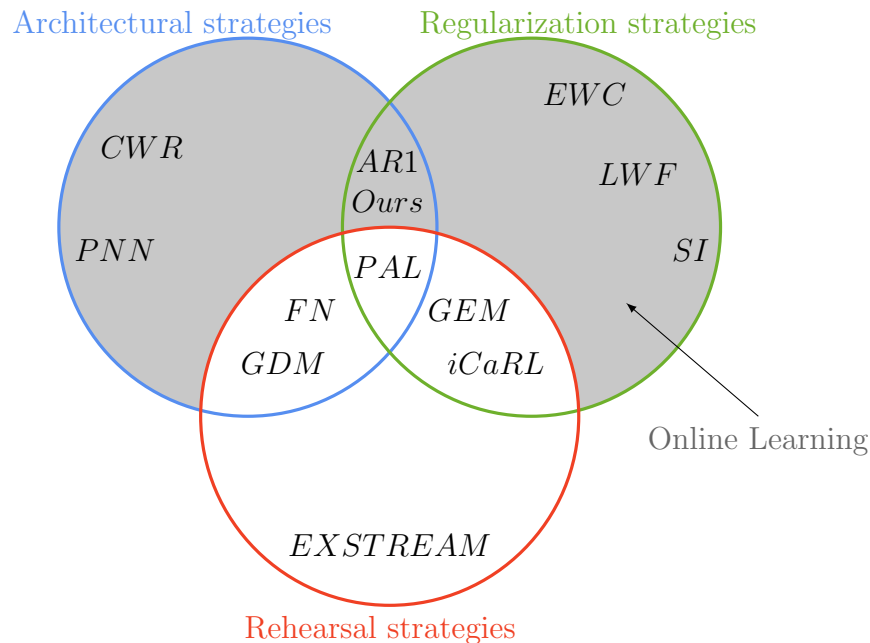 Architectural strategies
Regularization strategies
EWC
CWR
AR1
LWF
Ours
PNN
SI
PAL
FN
GEM
GDM
iCaRL
Online Learning
EXSTREAM
Rehearsal strategies